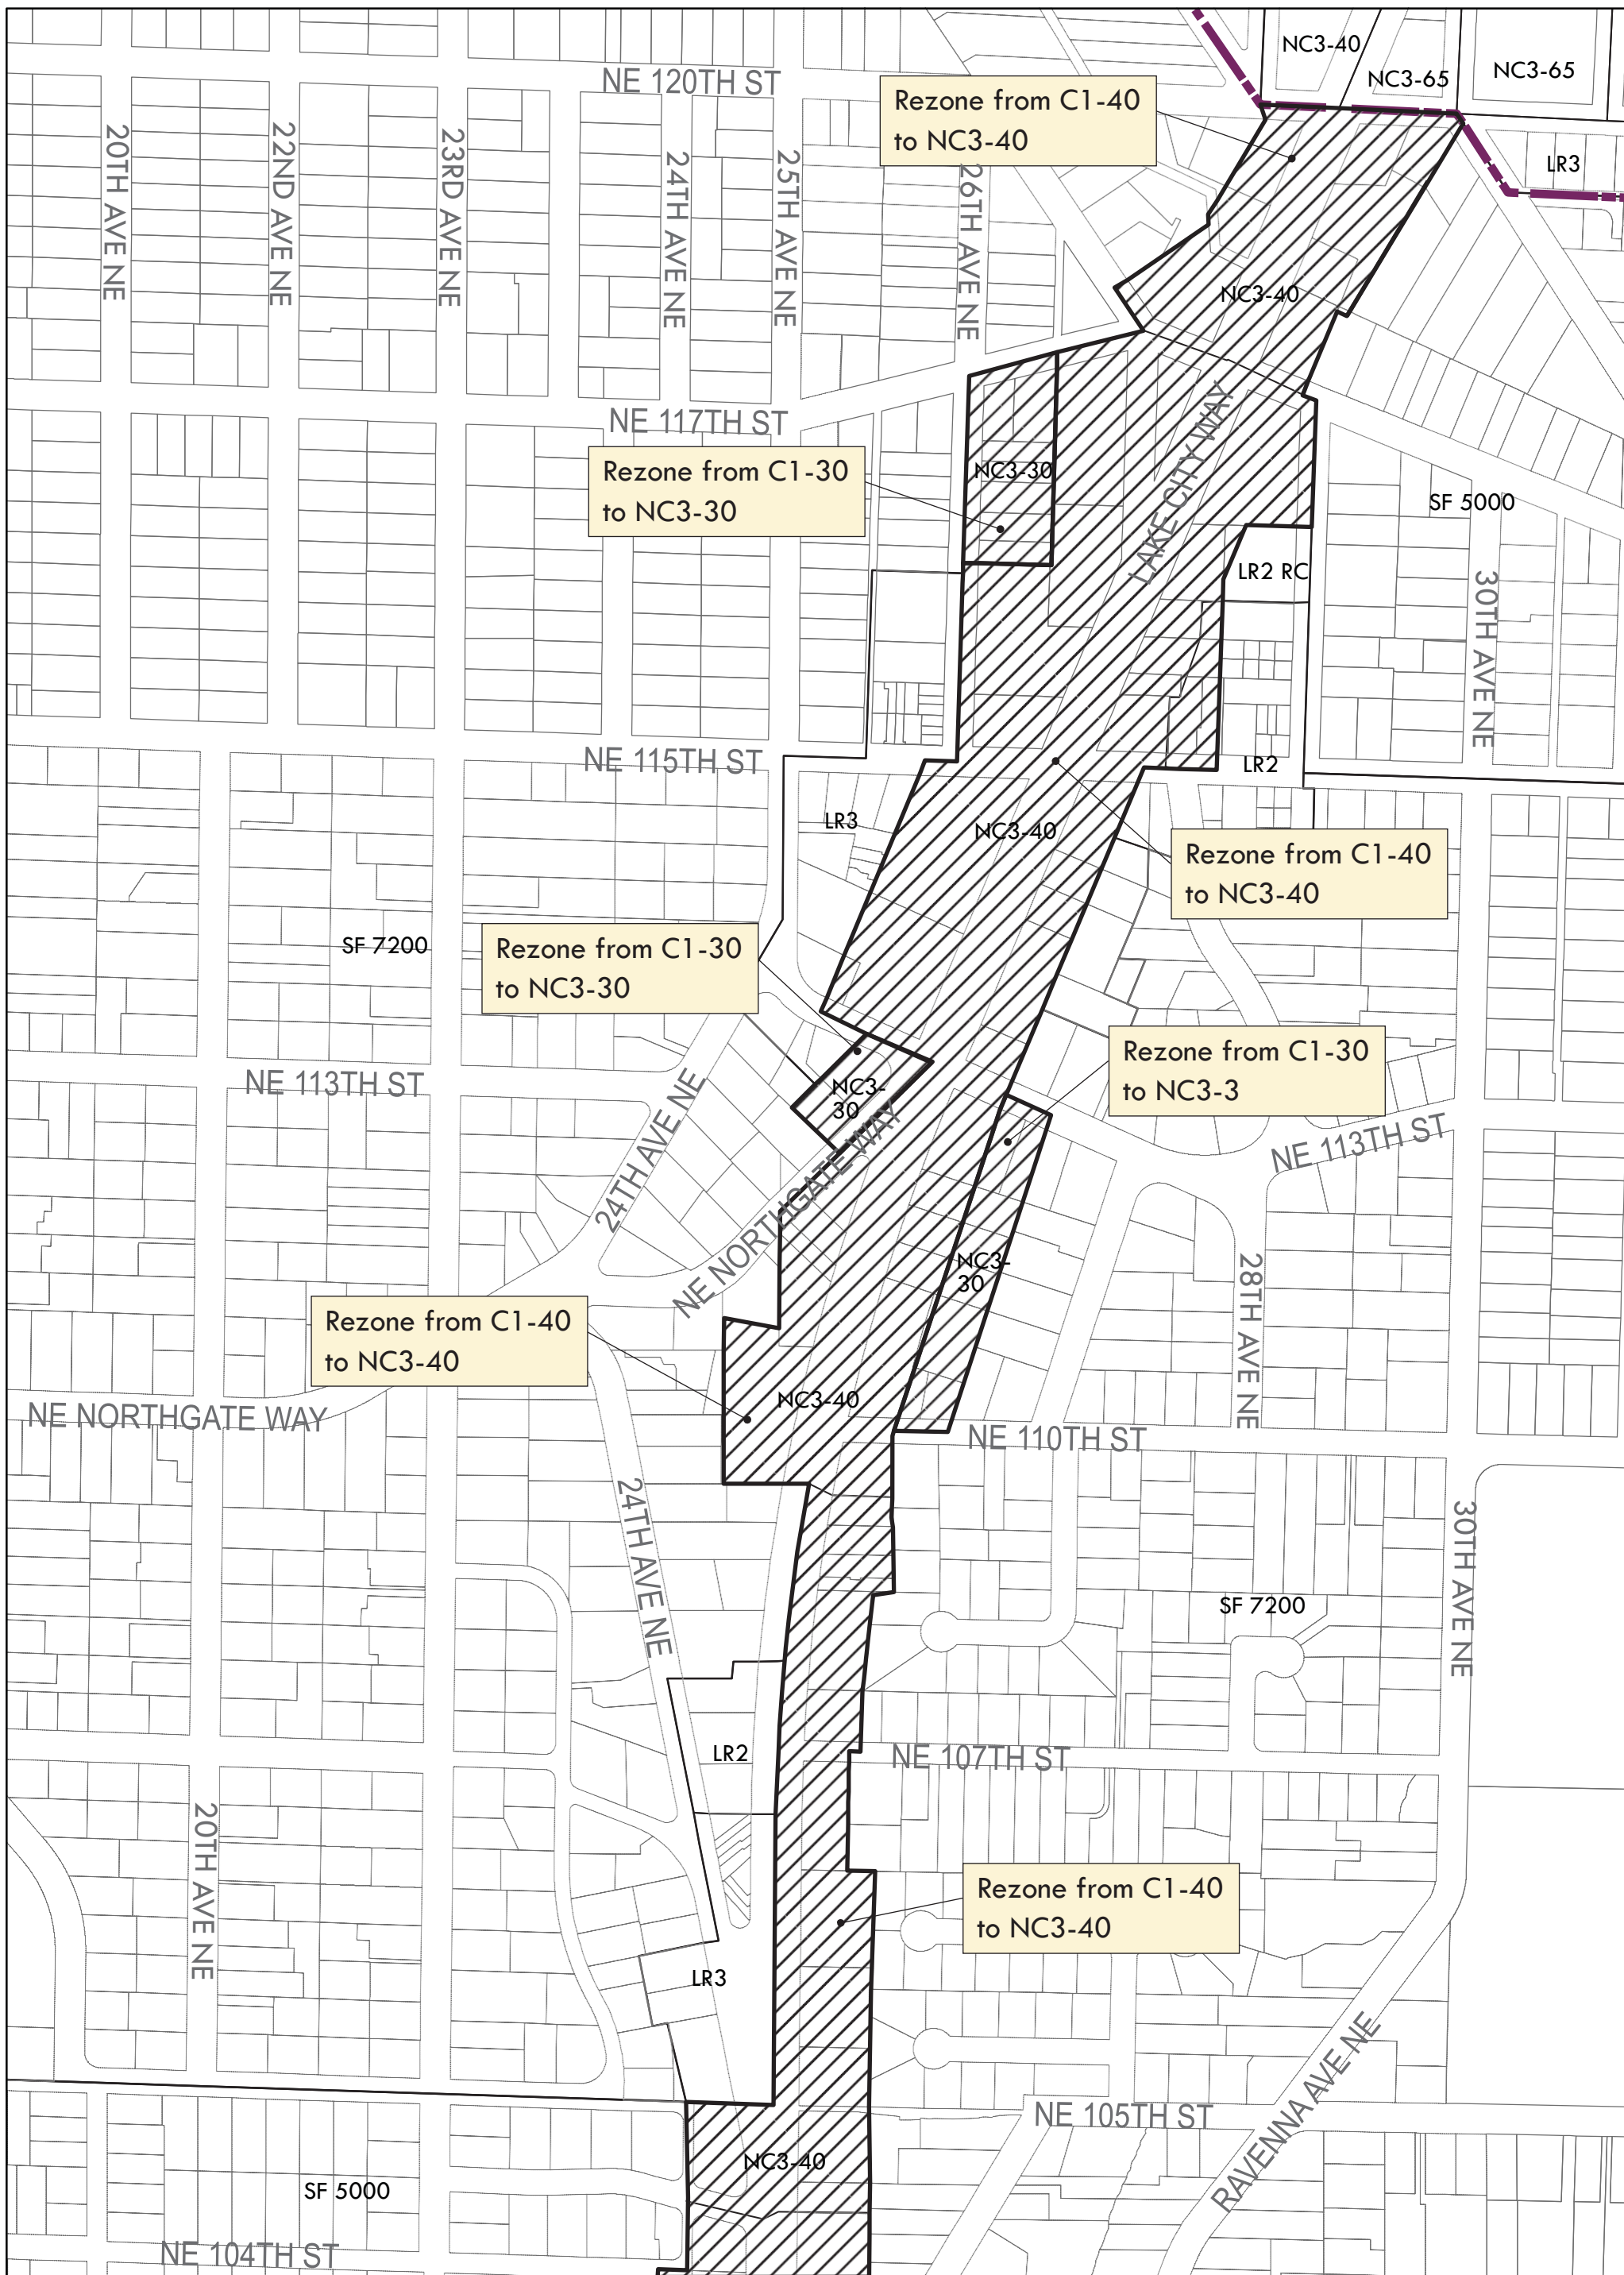 NC3-40
NC3-65
NC3-65
NE 120TH ST
Rezone from C1-40
to NC3-40
20TH AVE NE
22ND AVE NE
23RD AVE NE
24TH AVE NE
25TH AVE NE
26TH AVE NE
LR3
NC3-40
NE 117TH ST
LAKE CITY WAY
Rezone from C1-30
to NC3-30
NC3-30
SF 5000
LR2 RC
30TH AVE NE
NE 115TH ST
LR2
LR3
NC3-40
Rezone from C1-40
to NC3-40
SF 7200
Rezone from C1-30
to NC3-30
Rezone from C1-30
to NC3-3
NE 113TH ST
NC3-
30
24TH AVE NE
NE NORTHGATE WAY
NE 113TH ST
NC3-
30
28TH AVE NE
Rezone from C1-40
to NC3-40
NC3-40
NE NORTHGATE WAY
NE 110TH ST
24TH AVE NE
30TH AVE NE
SF 7200
LR2
NE 107TH ST
20TH AVE NE
Rezone from C1-40
to NC3-40
LR3
RAVENNA AVE NE
NE 105TH ST
NC3-40
SF 5000
NE 104TH ST